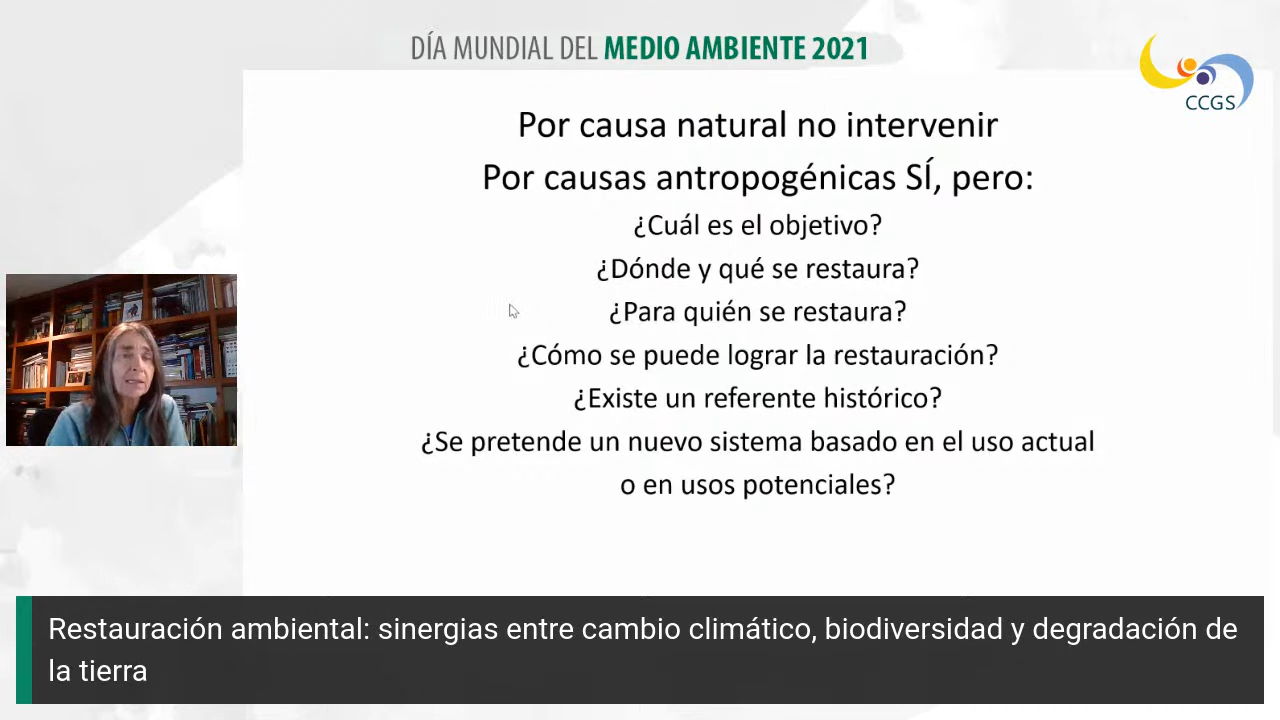 DÍA MUNDIAL DEL MEDIO AMBIENTE 2021
CCGS
Por causa natural no intervenir
Por causas antropogénicas SÍ, pero:
¿Cuál es el objetivo?
¿Dónde y qué se restaura?
¿Para quién se restaura?
¿Cómo se puede lograr la restauración?
¿Existe un referente histórico?
¿Se pretende un nuevo sistema basado en el uso actual
o en usos potenciales?
Restauración ambiental: sinergias entre cambio climático, biodiversidad y degradación de
la tierra